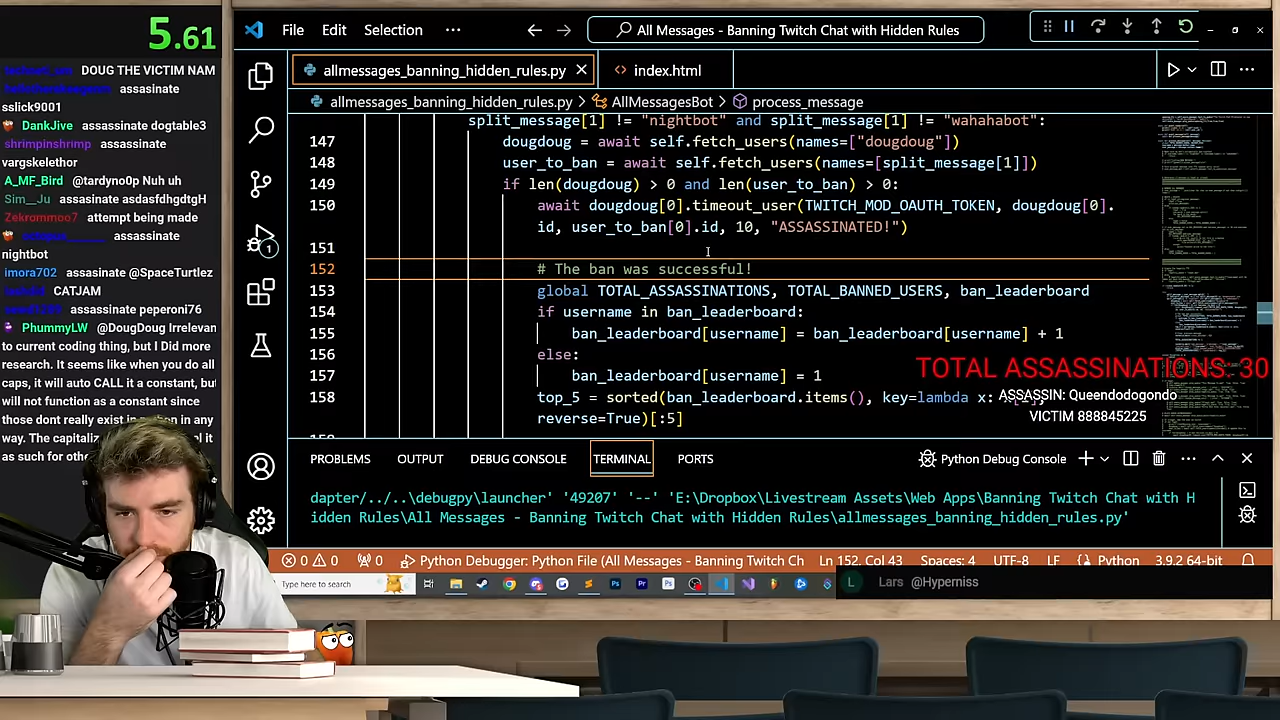 5.61
DOUG THE VICTIM NAM
assasinate
sslick9001
DankJive assasinate dogtable3
shrimpinshrimp assasinate
vargskelethor
A_MF_Bird @tardyno0p Nuh uh
Sim__Ju assasinate asdasfdhgdtgH
Zekrommoo7 attempt being made
assasinate
nightbot
imora702 assasinate @SpaceTurtlez
CATJAM
assasinate peperoni76
PhummyLW @DougDoug Irrelevan
to current coding thing, but I Did more
research. It seems like when you do all
caps, it will auto CALL it a constant, but
will not function as a constant since
those dont really exist in
in any
way. The capitaliz
it
as such for othe
File Edit Selection ...
All Messages - Banning Twitch Chat with Hidden Rules
allmessages_banning_hidden_rules.py
index.html
allmessages_banning_hidden_rules.py > AllMessagesBot > process_message
split_message[1] != "nightbot" and split_message[1] != "wahahabot":
147 dougdoug = await self.fetch_users(names=["dougdoug"])
148 user_to_ban = await self.fetch_users(names=[split_message[1]])
149 if len(dougdoug) > 0 and len(user_to_ban) > 0:
150 await dougdoug[0].timeout_user(TWITCH_MOD_OAUTH_TOKEN, dougdoug[0].
id, user_to_ban[0].id, 10, "ASSASSINATED!")
151
152 # The ban was successful!
153 global TOTAL_ASSASSINATIONS, TOTAL_BANNED_USERS, ban_leaderboard
154 if username in ban_leaderboard:
155 ban_leaderboard[username] = ban_leaderboard[username] + 1
156 else:
157 ban_leaderboard[username] = 1
158 top_5 = sorted(ban_leaderboard.items(), key=lambda x:
reverse=True)[:5]
TOTAL ASSASSINATIONS: 30
ASSASSIN: Queendodogondo
VICTIM 888845225
PROBLEMS OUTPUT DEBUG CONSOLE TERMINAL PORTS
Python Debug Console
dapter/../..\debugpy\launcher' '49207' '--' 'E:\Dropbox\Livestream Assets\Web Apps\Banning Twitch Chat with H
idden Rules\All Messages - Banning Twitch Chat with Hidden Rules\allmessages_banning_hidden_rules.py'
0 0 0 Python Debugger: Python File (All Messages - Banning Twitch Ch Ln 152, Col 43 Spaces: 4 UTF-8 LF Python 3.9.2 64-bit
Type here to search
L Lars @Hyperniss